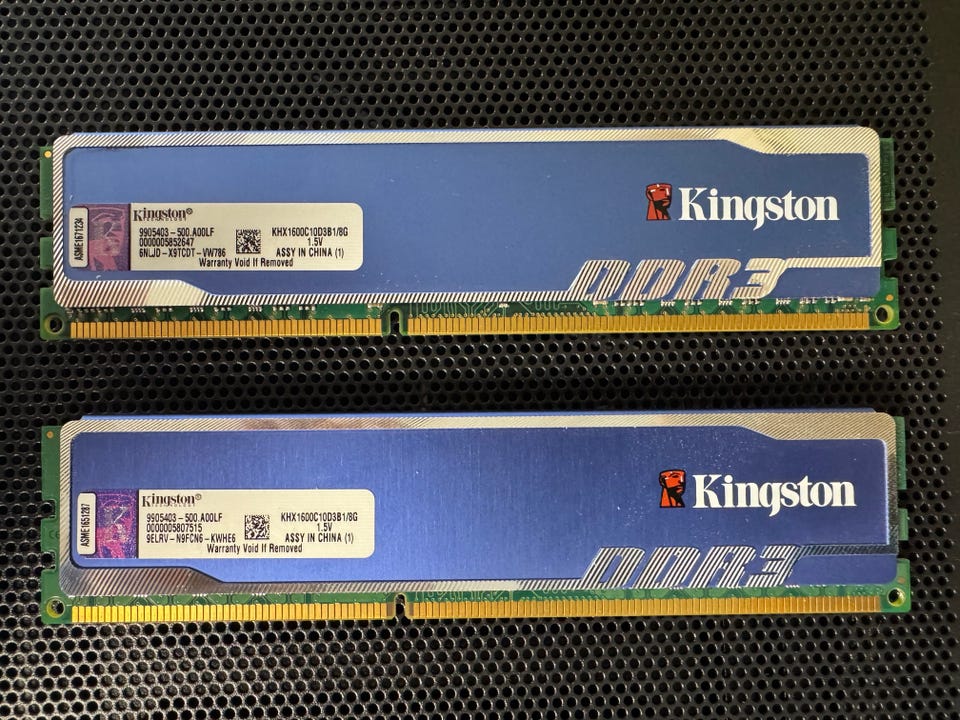 Kingston
DDR3
ASME1671234
Kingston®
TECHNOLOGY
9905403-500.A00LF
0000005852647
6NLJD-X9TCDT-VW786
KHX1600C10D3B1/8G
1.5V
ASSY IN CHINA (1)
Warranty Void If Removed
Kingston
DDR3
ASME1651287
Kingston®
9905403-500.A00LF
0000005807515
9ELRV-N9FCN6-KWHE6
KHX1600C10D3B1/8G
1.5V
ASSY IN CHINA (1)
Warranty Void If Removed